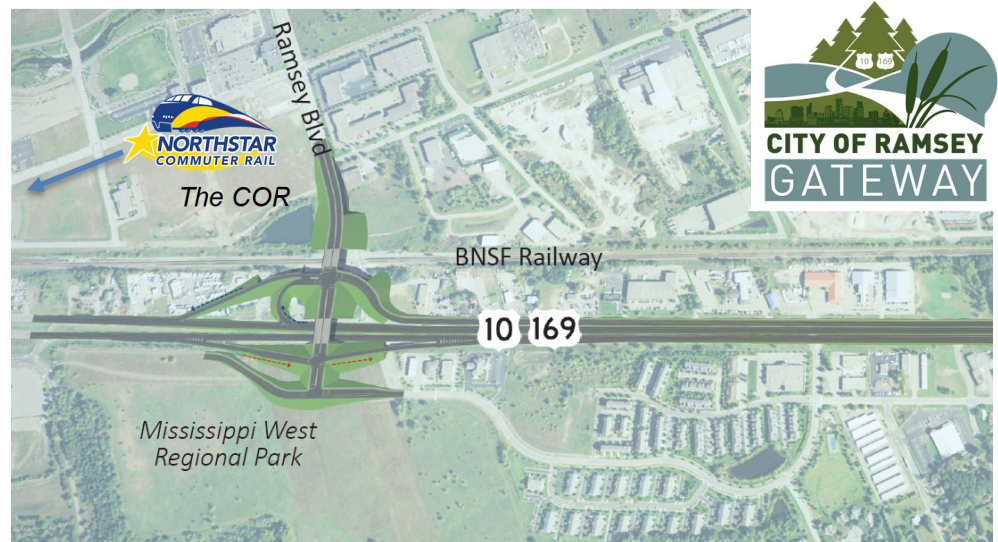 Ramsey Blvd
10
169
CITY OF RAMSEY
GATEWAY
NORTHSTAR
COMMUTER RAIL
The COR
BNSF Railway
10 169
Mississippi West
Regional Park